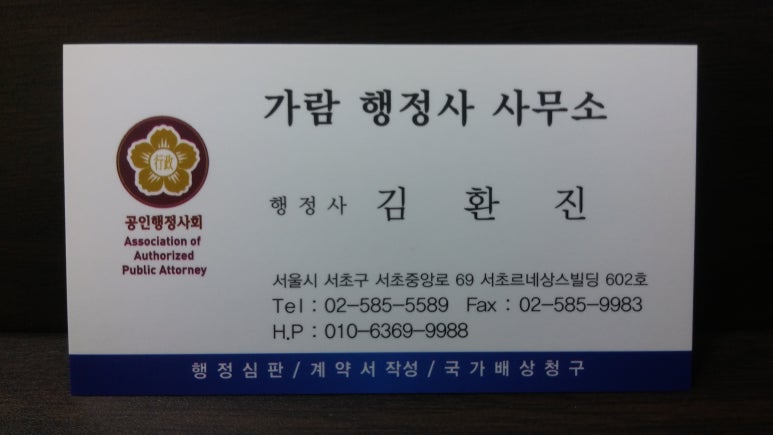 가람 행정사 사무소
行政
공인행정사회
Association of
Authorized
Public Attorney
행정사 김 환 진
서울시 서초구 서초중앙로 69 서초르네상스빌딩 602호
Tel : 02-585-5589 Fax : 02-585-9983
H.P : 010-6369-9988
행정심판 / 계약서작성 / 국가배상청구